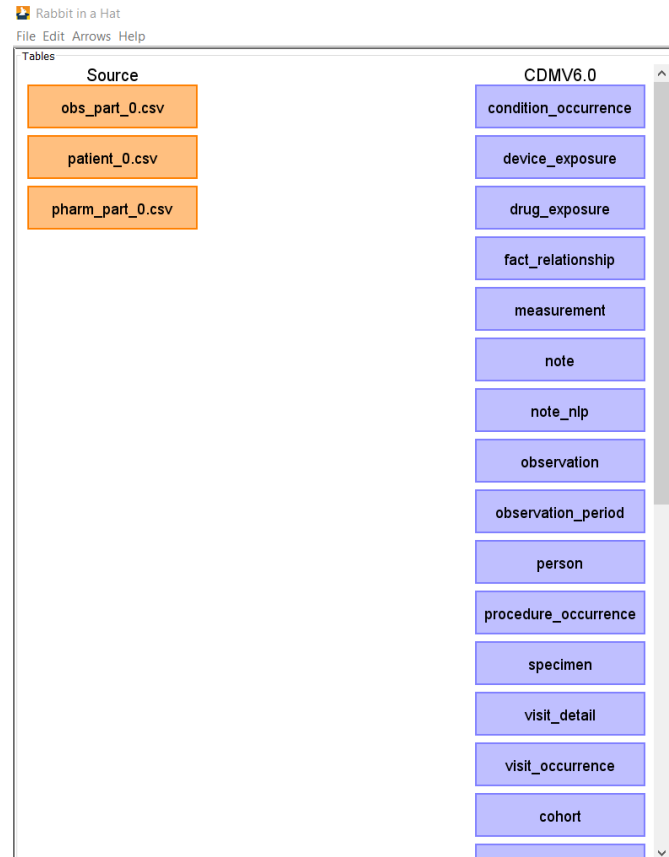 Rabbit in a Hat
File Edit Arrows Help
Tables
Source
obs_part_0.csv
patient_0.csv
pharm_part_0.csv
CDMV6.0
condition_occurrence
device_exposure
drug_exposure
fact_relationship
measurement
note
note_nlp
observation
observation_period
person
procedure_occurrence
specimen
visit_detail
visit_occurrence
cohort